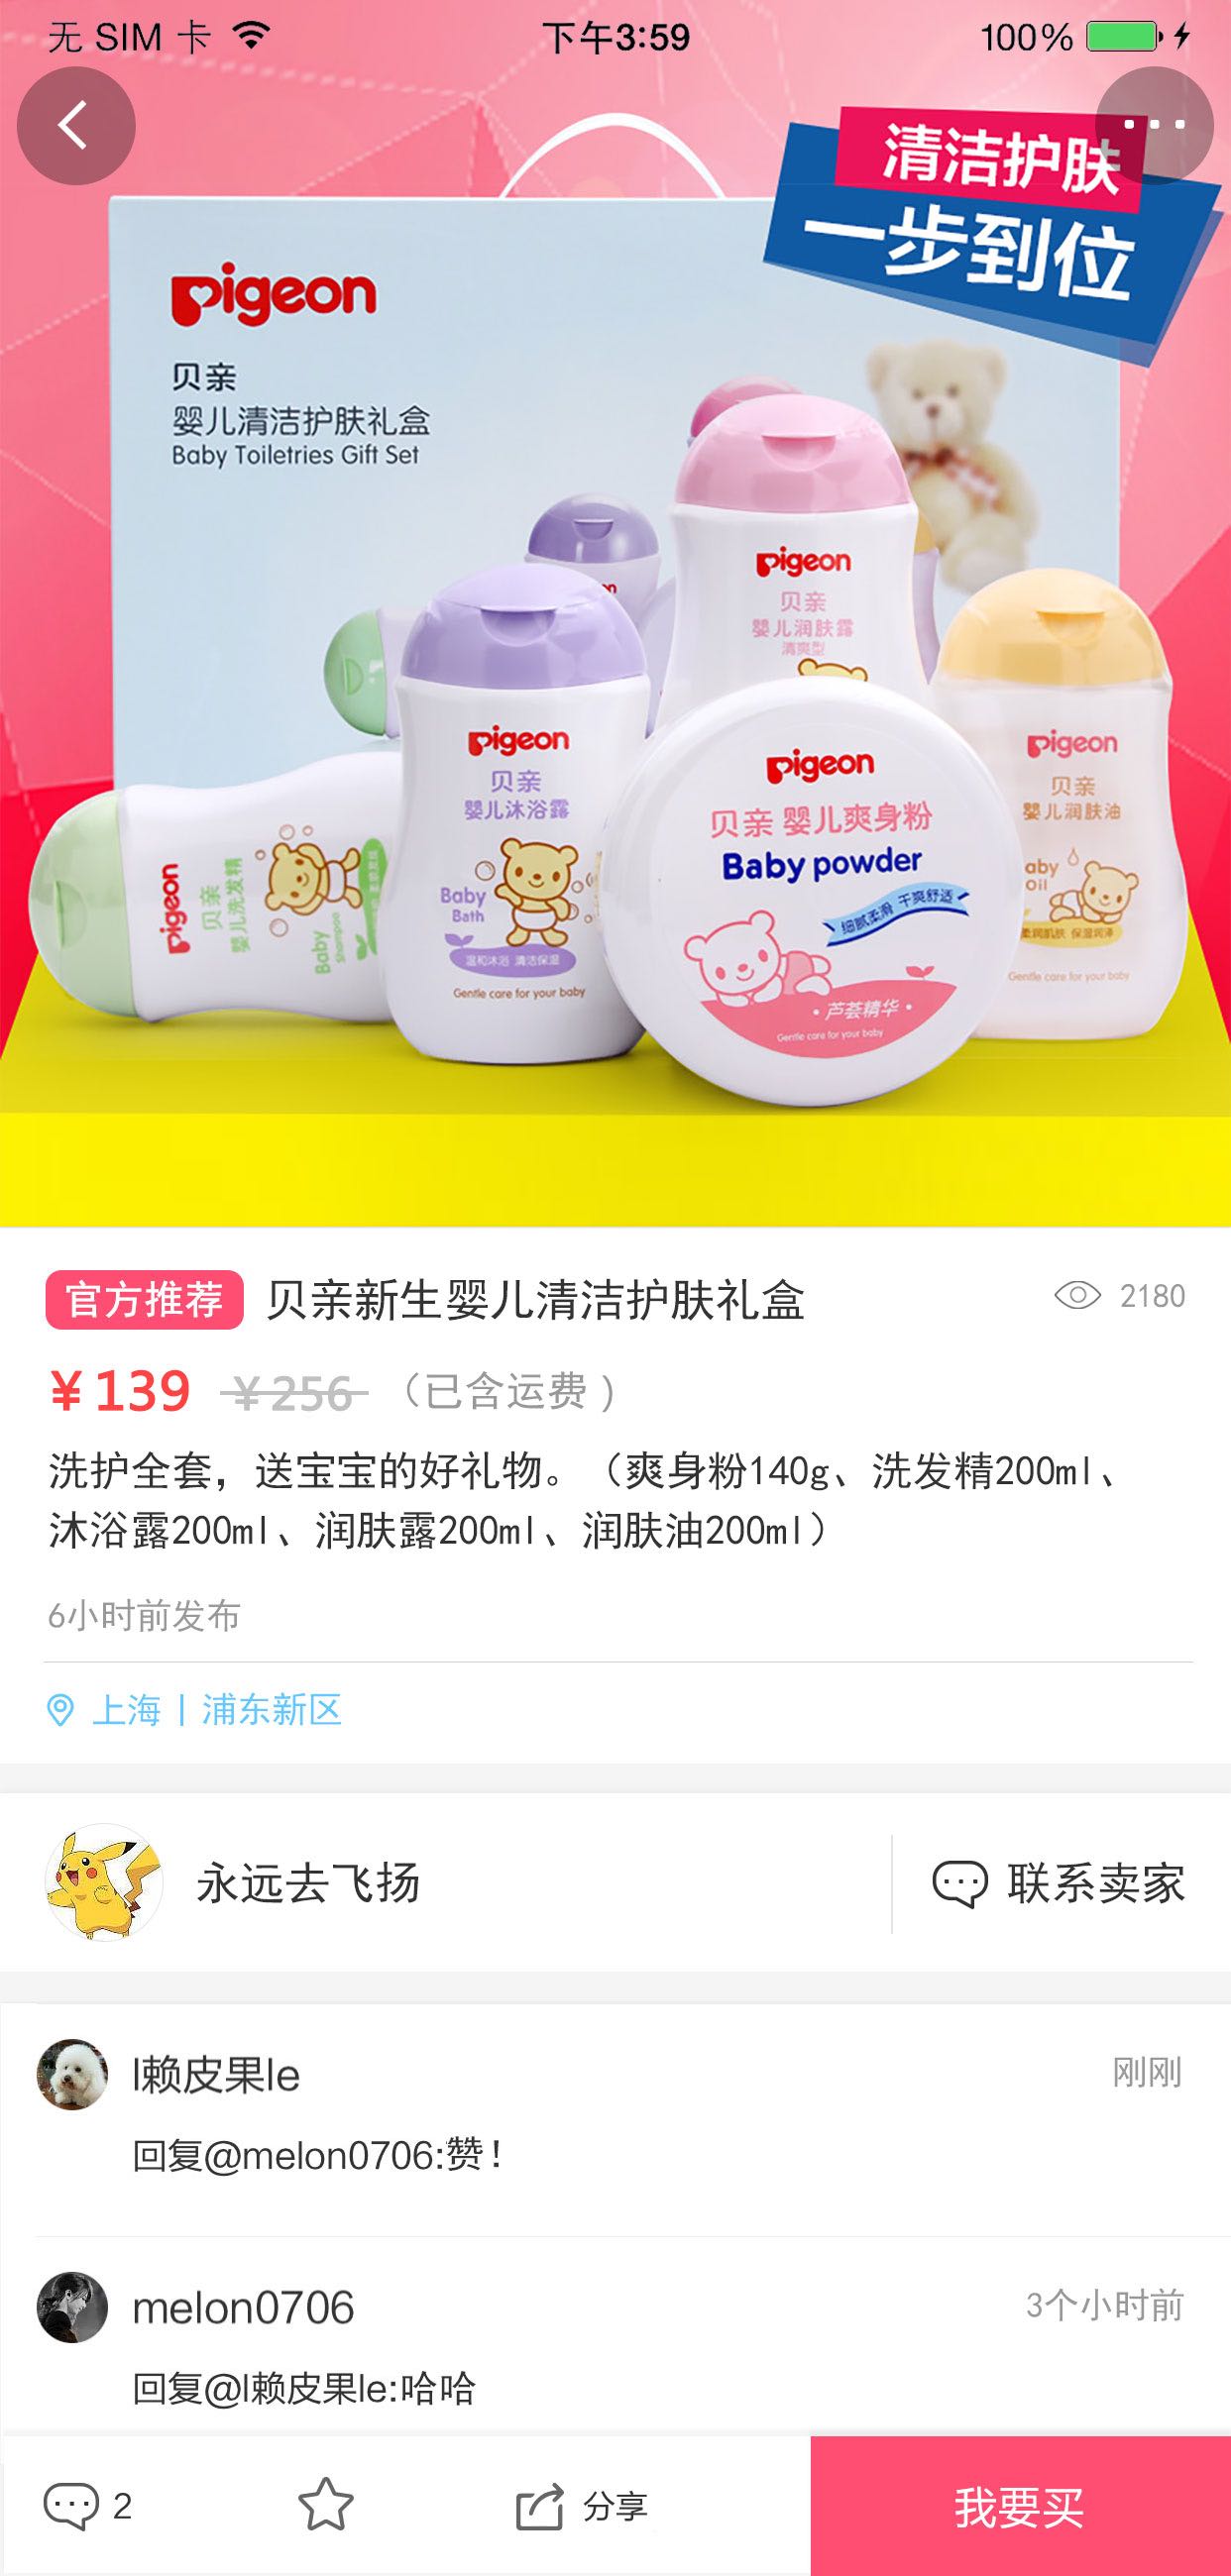 无 SIM 卡
下午3:59
100%
清洁护肤
一步到位
pigeon
贝亲
婴儿清洁护肤礼盒
Baby Toiletries Gift Set
pigeon
贝亲
婴儿润肤露
清爽型
pigeon
贝亲
婴儿洗发精
Baby
Shampoo
pigeon
贝亲
婴儿沐浴露
Baby
Bath
温和沐浴 清洁保湿
Gentle care for your baby
pigeon
贝亲 婴儿爽身粉
Baby powder
细腻柔滑 干爽舒适
·芦荟精华·
Gentle care for your baby
pigeon
贝亲
婴儿润肤油
aby
Oil
柔润肌肤 保湿润泽
Gentle care for your baby
官方推荐 贝亲新生婴儿清洁护肤礼盒 2180
¥139 ¥256 （已含运费）
洗护全套，送宝宝的好礼物。（爽身粉140g、洗发精200ml、
沐浴露200ml、润肤露200ml、润肤油200ml）
6小时前发布
上海 | 浦东新区
永远去飞扬 联系卖家
l赖皮果le 刚刚
回复@melon0706:赞！
melon0706 3个小时前
回复@l赖皮果le:哈哈
2 分享 我要买